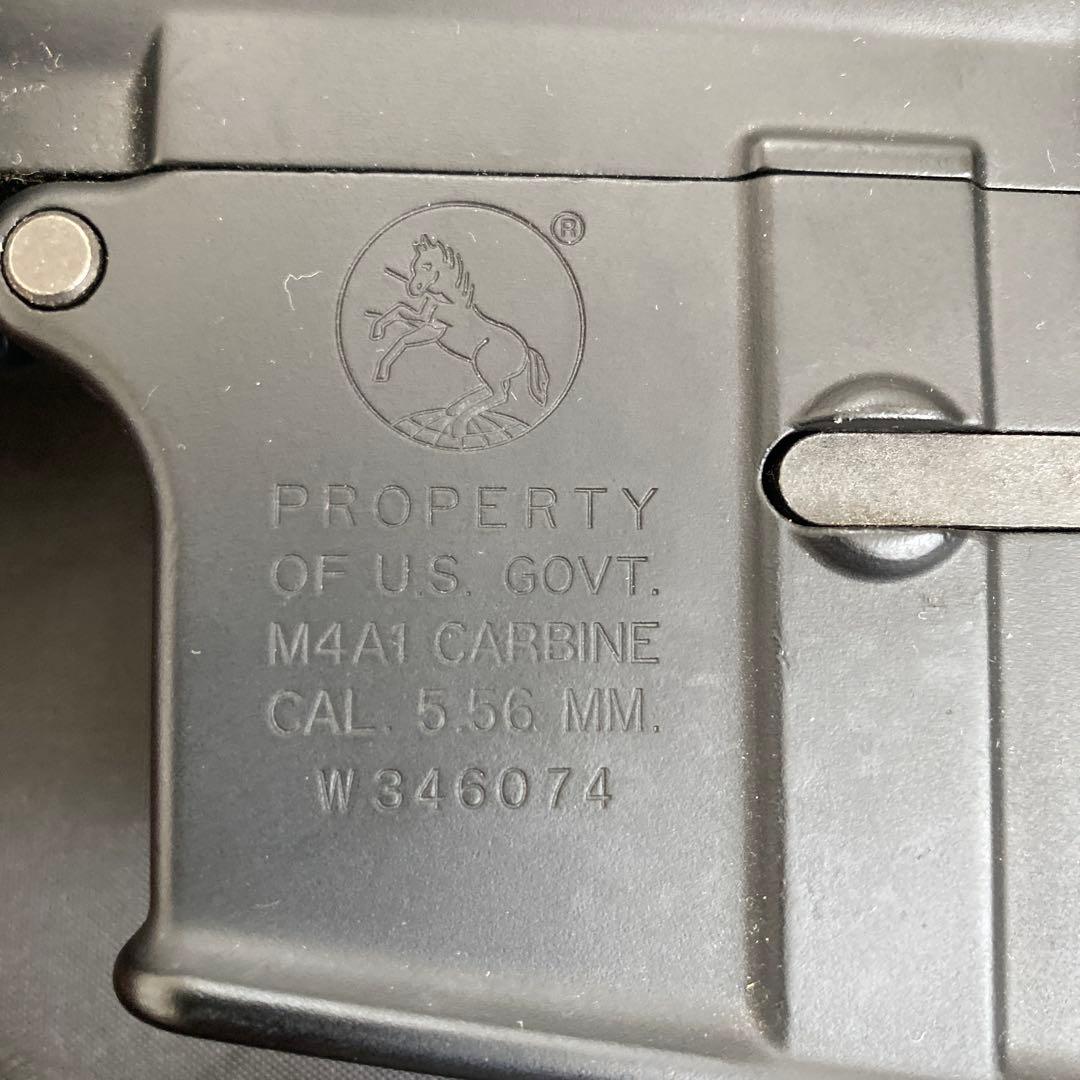 ®
PROPERTY
OF U.S. GOVT.
M4A1 CARBINE
CAL. 5.56 MM.
W346074